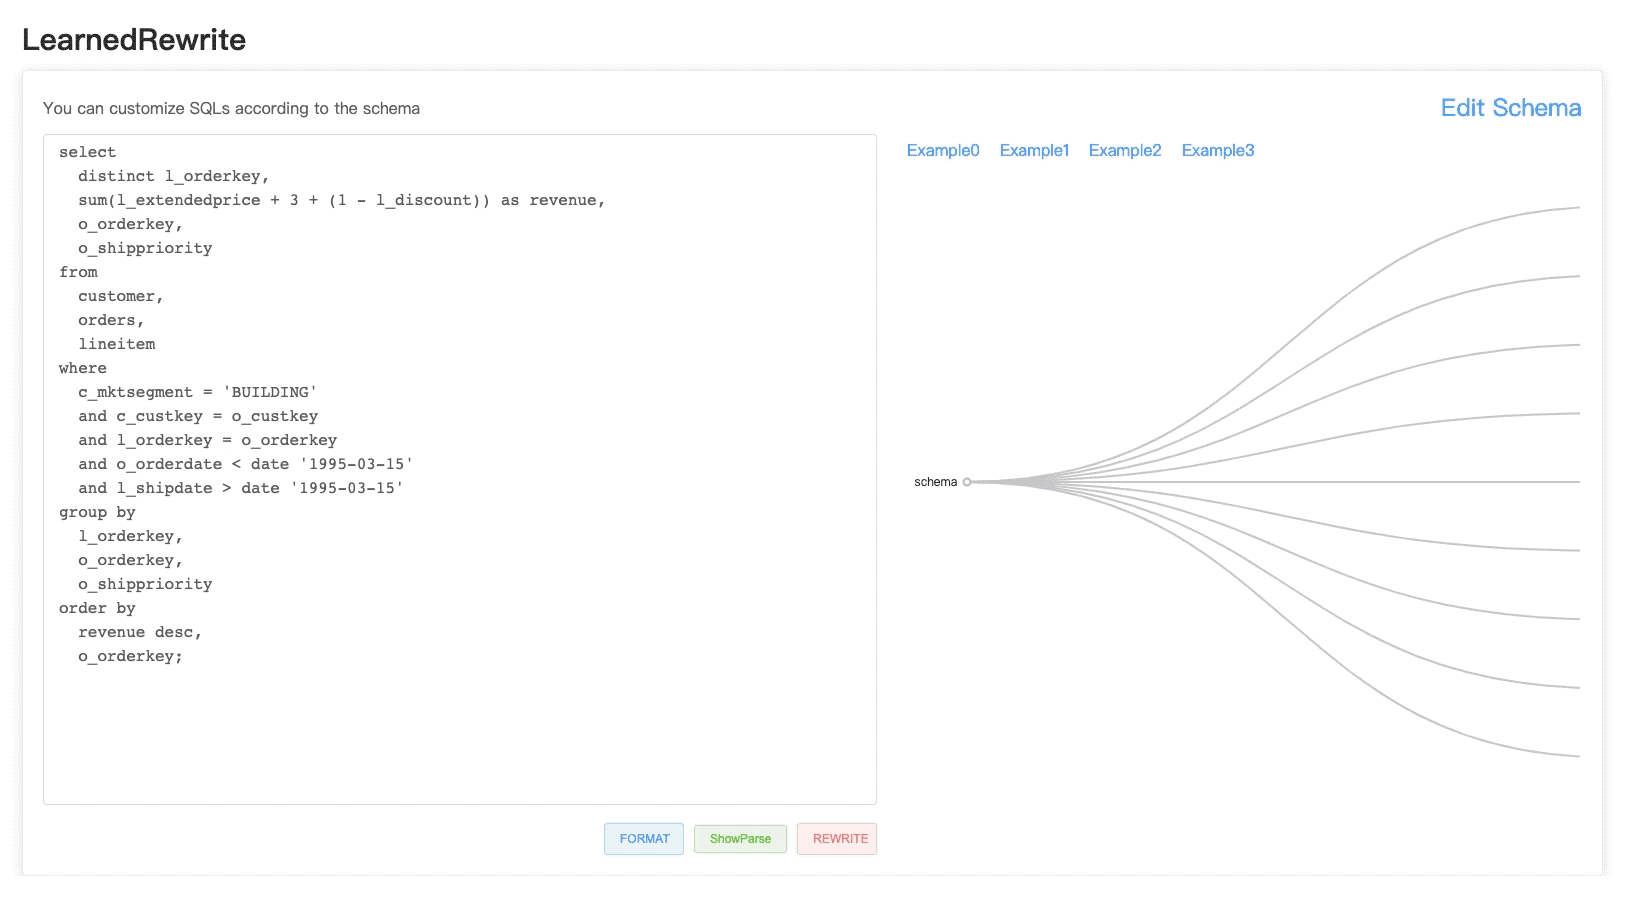 LearnedRewrite
You can customize SQLs according to the schema
Edit Schema
select
distinct l_orderkey,
sum(l_extendedprice + 3 + (1 - l_discount)) as revenue,
o_orderkey,
o_shippriority
from
customer,
orders,
lineitem
where
c_mktsegment = 'BUILDING'
and c_custkey = o_custkey
and l_orderkey = o_orderkey
and o_orderdate < date '1995-03-15'
and l_shipdate > date '1995-03-15'
group by
l_orderkey,
o_orderkey,
o_shippriority
order by
revenue desc,
o_orderkey;
Example0 Example1 Example2 Example3
schema
FORMAT ShowParse REWRITE